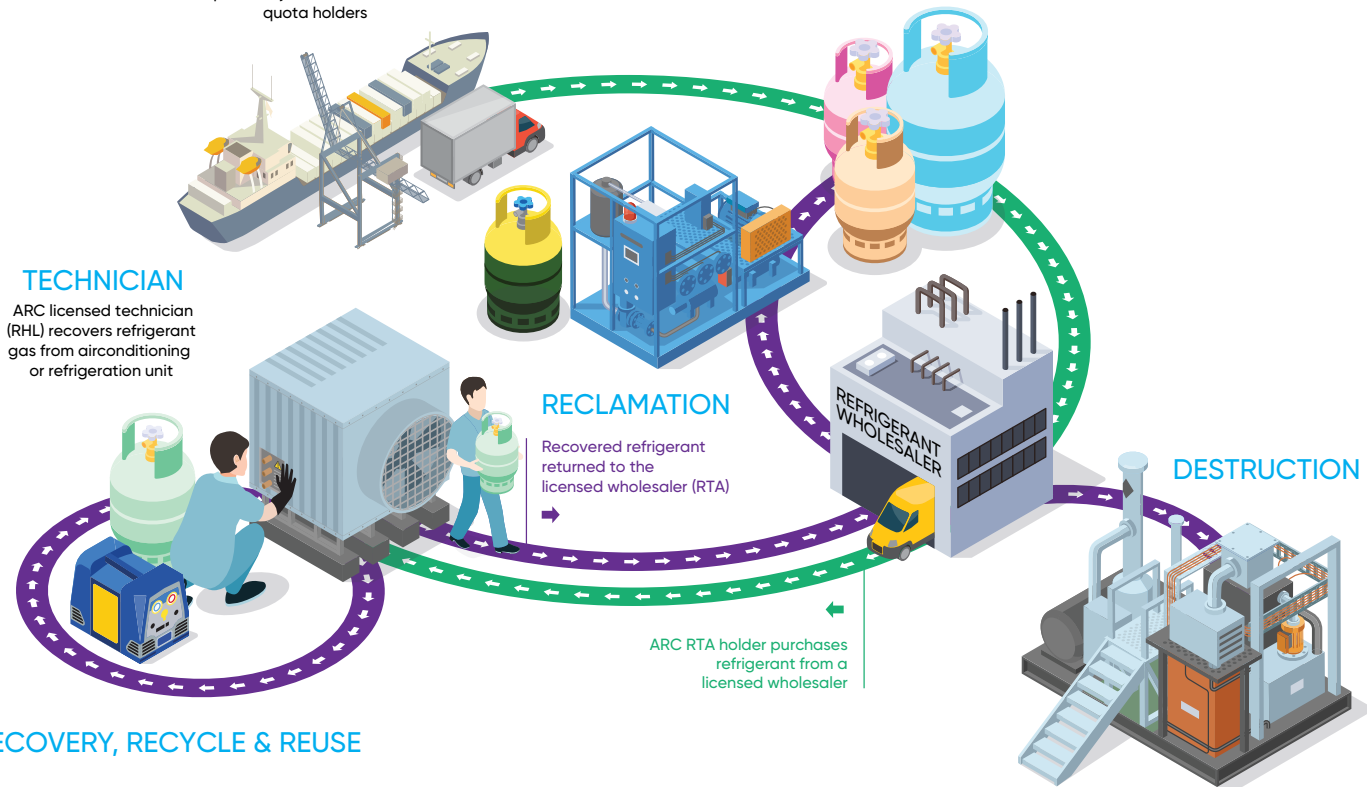 quota holders
TECHNICIAN
ARC licensed technician
(RHL) recovers refrigerant
gas from airconditioning
or refrigeration unit
RECLAMATION
Recovered refrigerant
returned to the
licensed wholesaler (RTA)
REFRIGERANT
WHOLESALER
DESTRUCTION
ARC RTA holder purchases
refrigerant from a
licensed wholesaler
ECOVERY, RECYCLE & REUSE